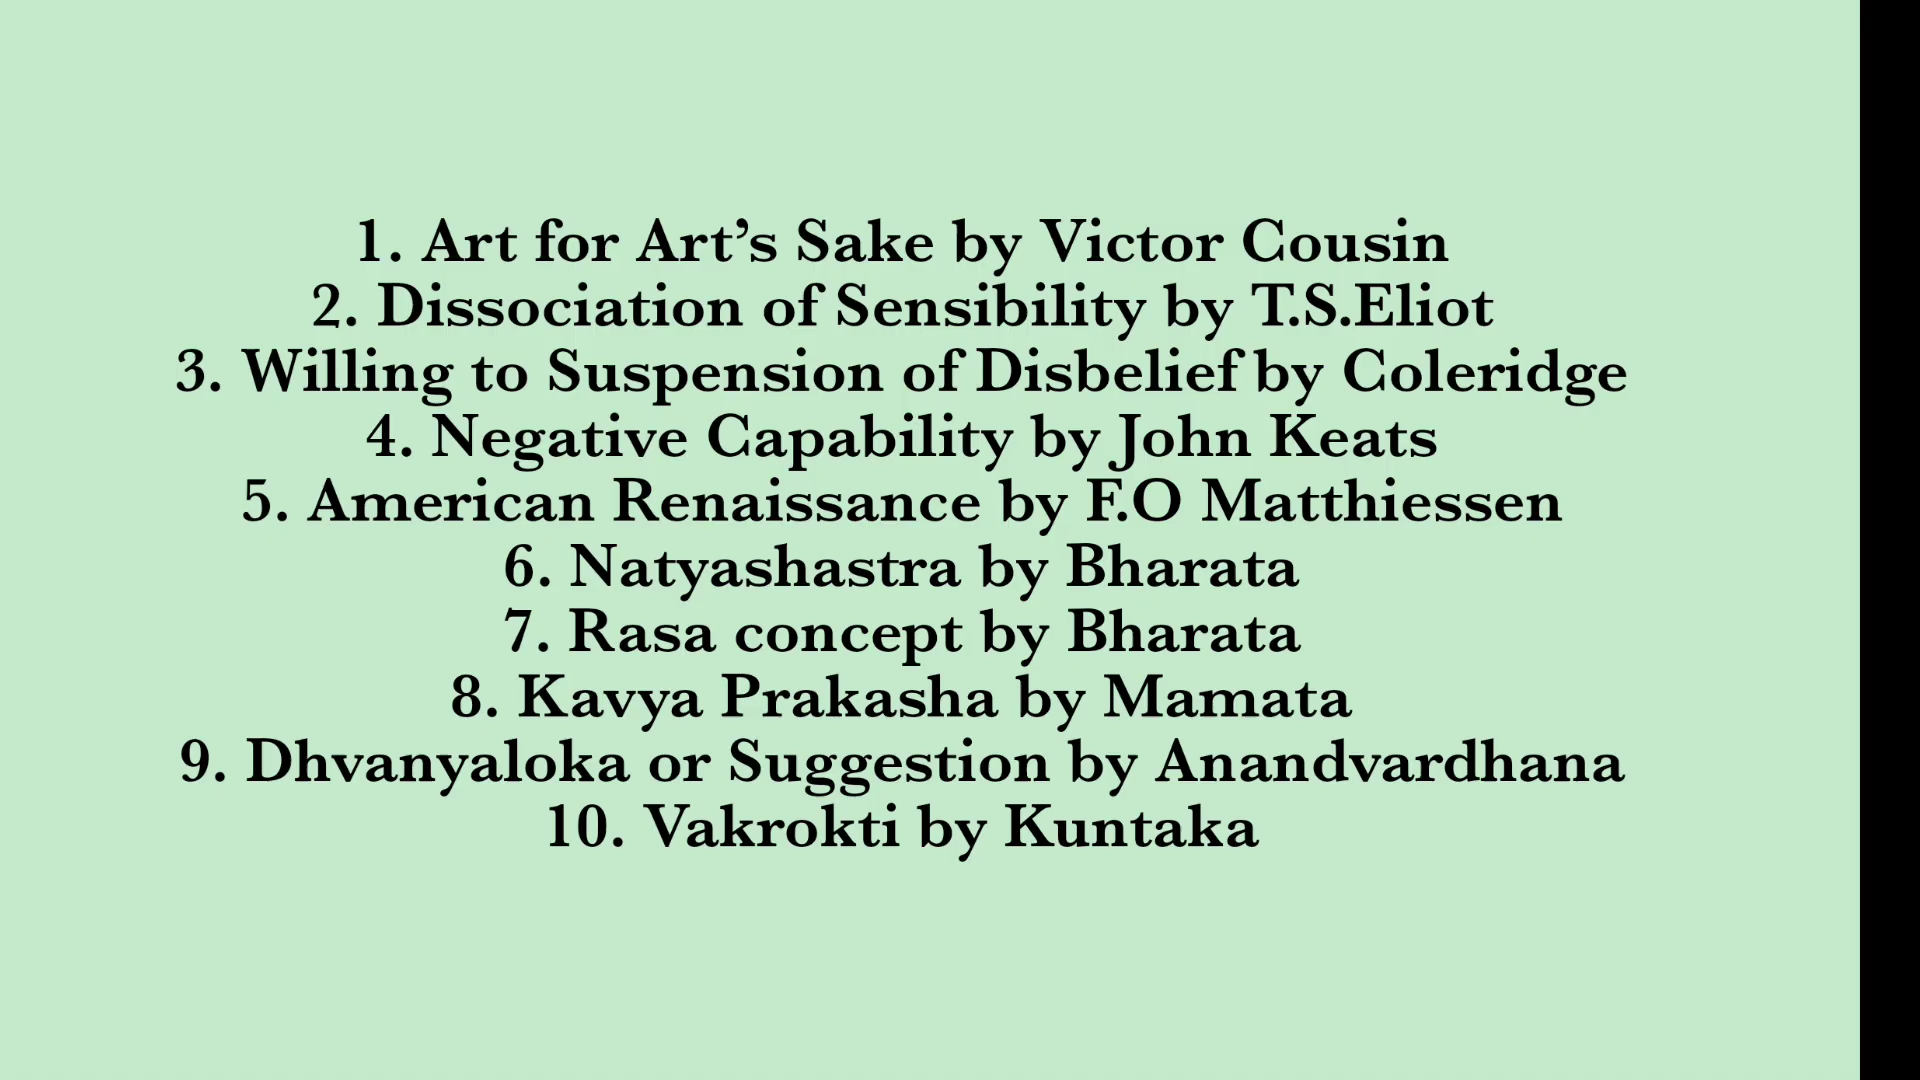 1. Art for Art’s Sake by Victor Cousin
2. Dissociation of Sensibility by T.S.Eliot
3. Willing to Suspension of Disbelief by Coleridge
4. Negative Capability by John Keats
5. American Renaissance by F.O Matthiessen
6. Natyashastra by Bharata
7. Rasa concept by Bharata
8. Kavya Prakasha by Mamata
9. Dhvanyaloka or Suggestion by Anandvardhana
10. Vakrokti by Kuntaka